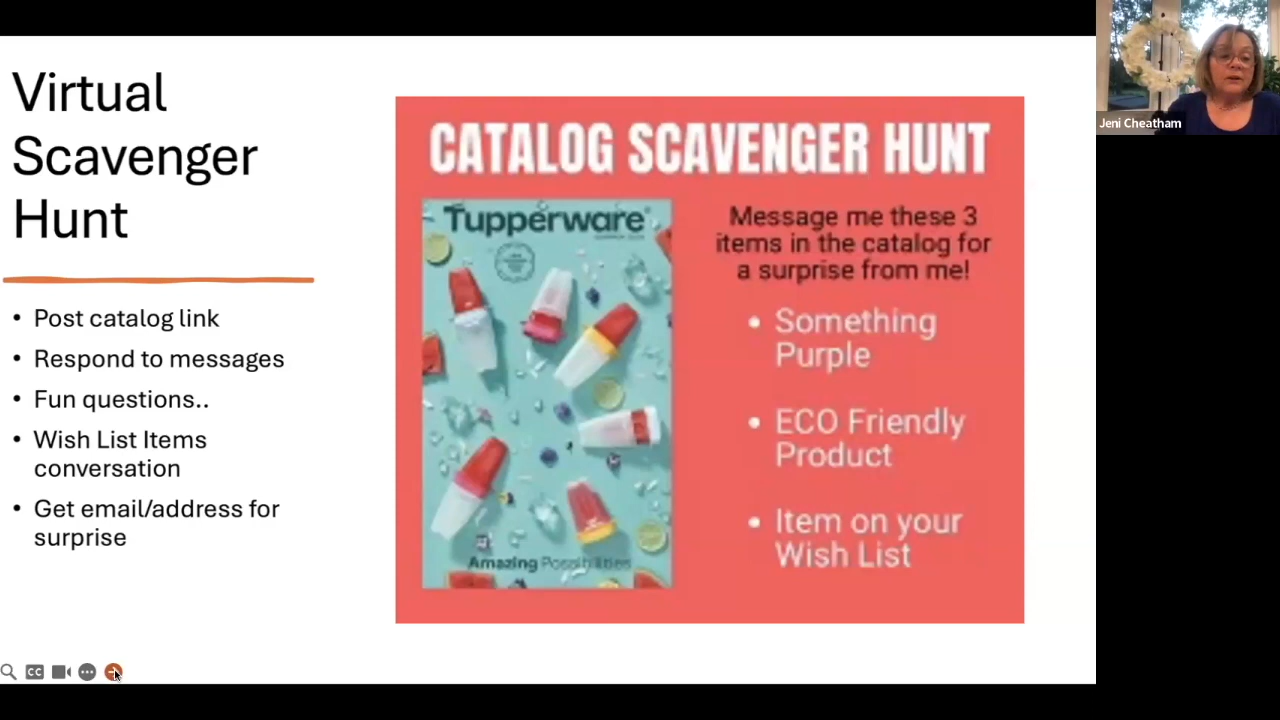 Virtual
Scavenger
Hunt
• Post catalog link
• Respond to messages
• Fun questions..
• Wish List Items
conversation
• Get email/address for
surprise
CATALOG SCAVENGER HUNT
Tupperware
Amazing Possibilities
Message me these 3
items in the catalog for
a surprise from me!
• Something
Purple
• ECO Friendly
Product
• Item on your
Wish List
Jeni Cheatham
CC